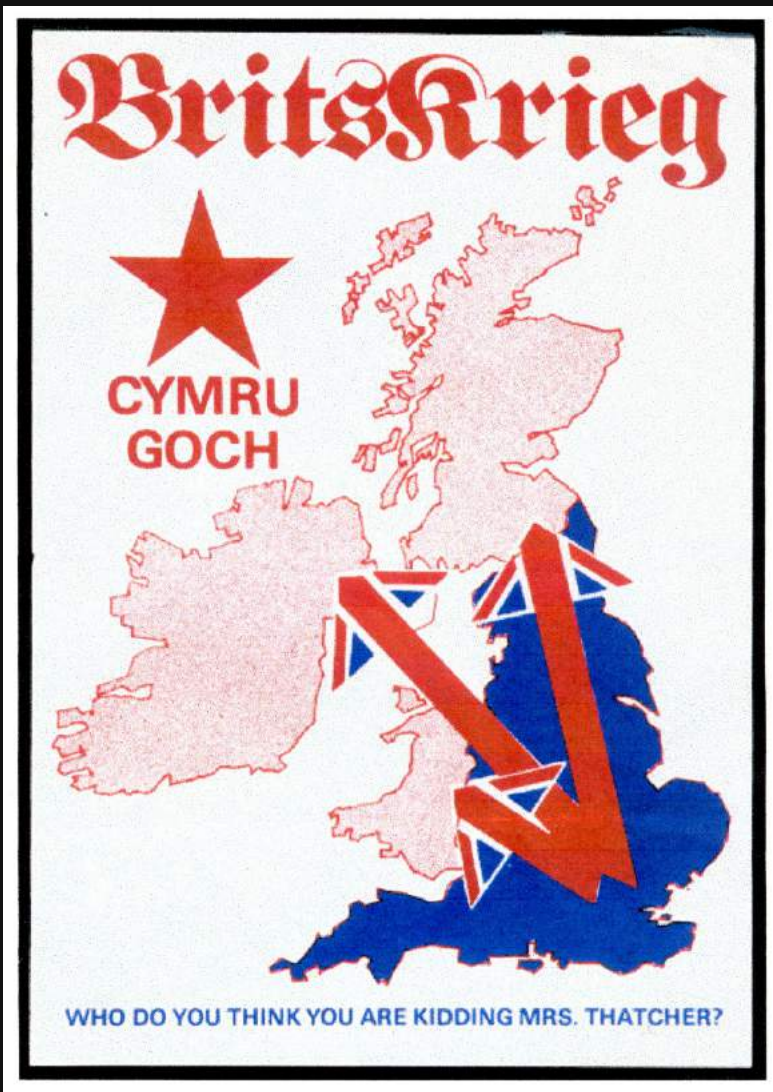 BritsKrieg
CYMRU
GOCH
WHO DO YOU THINK YOU ARE KIDDING MRS. THATCHER?